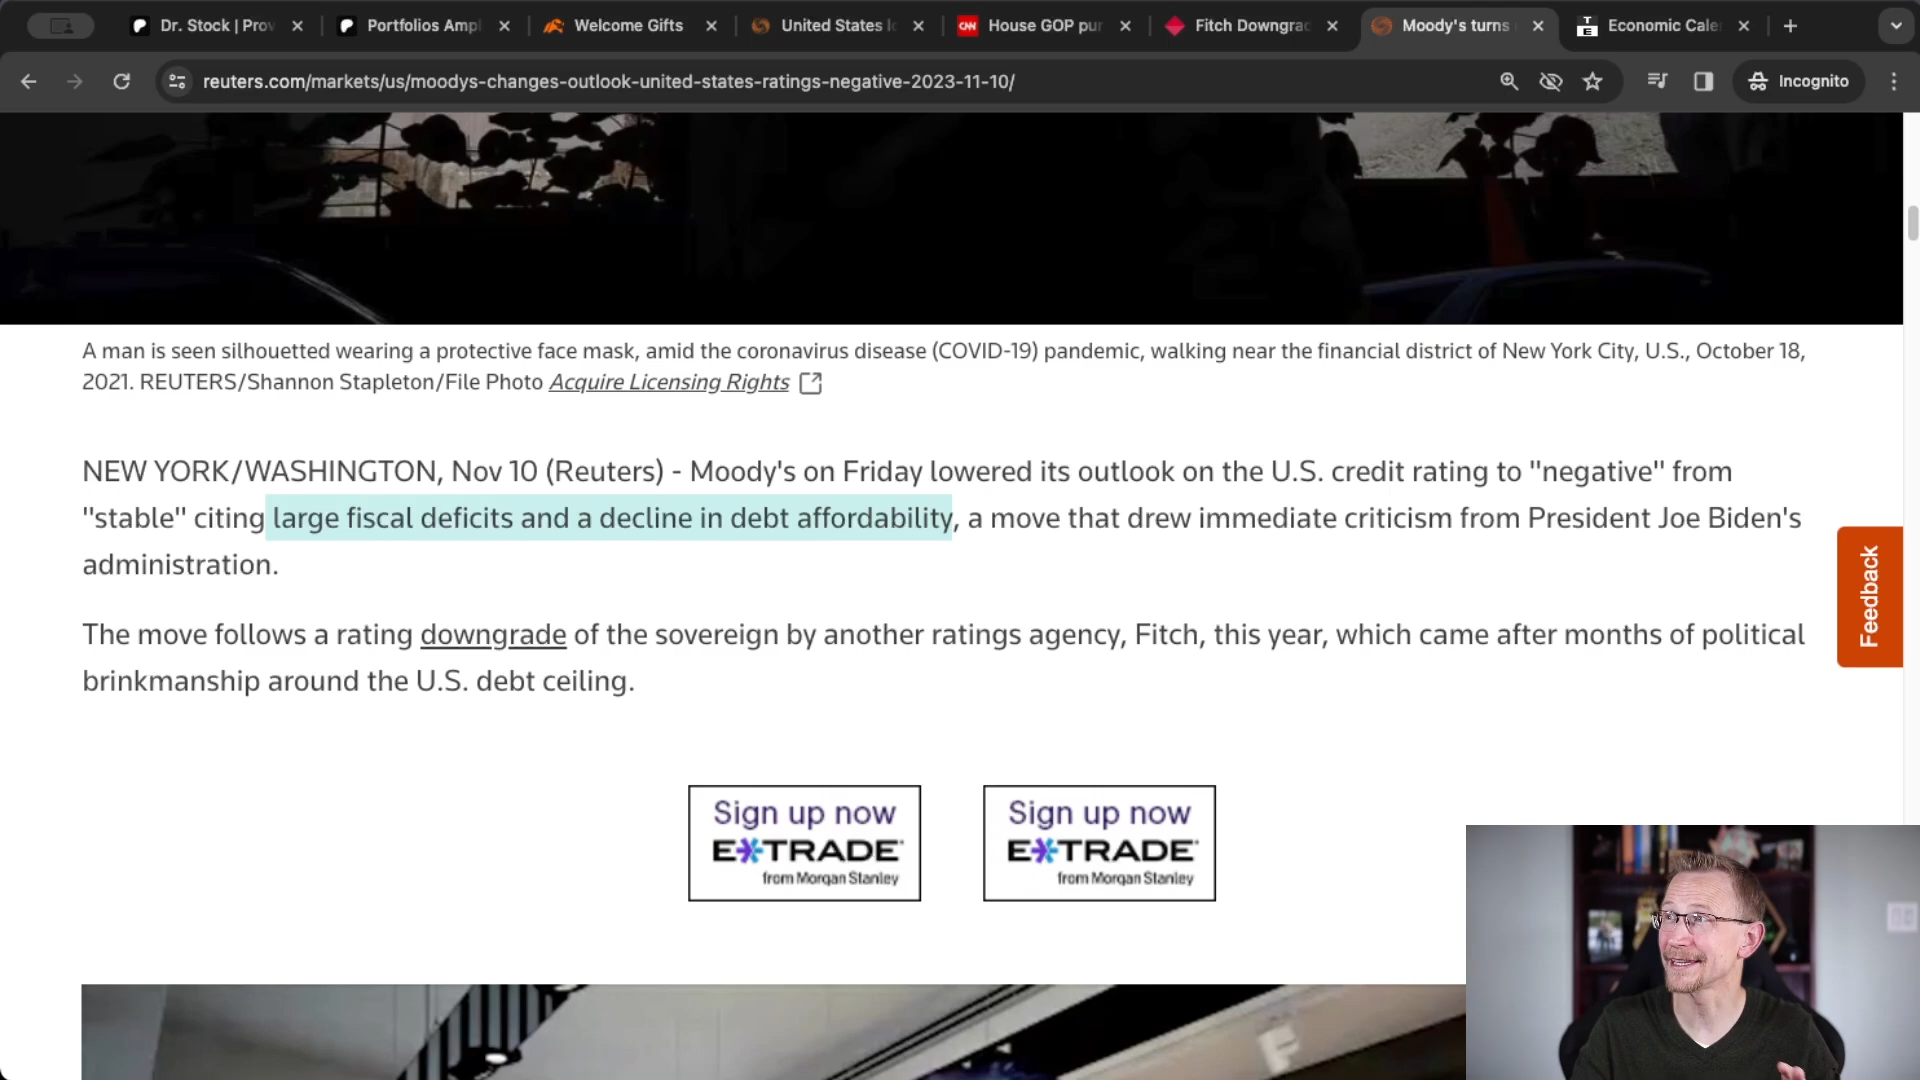 Dr. Stock | Prov
Portfolios Ampl
Welcome Gifts
United States lo
CNN House GOP pur
Fitch Downgrad
Moody's turns
TE Economic Cale
reuters.com/markets/us/moodys-changes-outlook-united-states-ratings-negative-2023-11-10/
Incognito
A man is seen silhouetted wearing a protective face mask, amid the coronavirus disease (COVID-19) pandemic, walking near the financial district of New York City, U.S., October 18,
2021. REUTERS/Shannon Stapleton/File Photo Acquire Licensing Rights
NEW YORK/WASHINGTON, Nov 10 (Reuters) - Moody's on Friday lowered its outlook on the U.S. credit rating to "negative" from
"stable" citing large fiscal deficits and a decline in debt affordability, a move that drew immediate criticism from President Joe Biden's
administration.
The move follows a rating downgrade of the sovereign by another ratings agency, Fitch, this year, which came after months of political
brinkmanship around the U.S. debt ceiling.
Feedback
Sign up now
E*TRADE
from Morgan Stanley
Sign up now
E*TRADE
from Morgan Stanley